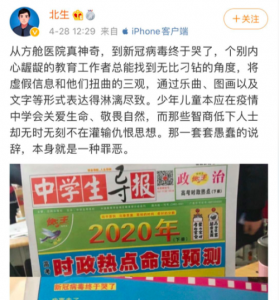 北生
4-28 12:29 来自 iPhone客户端
+关注
从方舱医院真神奇，到新冠病毒终于哭了，个别内
心龌龊的教育工作者总能找到无比刁钻的角度，将
虚假信息和他们扭曲的三观，通过乐曲、图画以及
文字等形式表达得淋漓尽致。少年儿童本应在疫情
中学会关爱生命、敬畏自然，而那些智商低下人士
却无时无刻不在灌输仇恨思想。那一套套愚蠢的说
辞，本身就是一种罪恶。
中学生导报
政治
2020年
时政热点命题预测
新冠病毒终于哭了